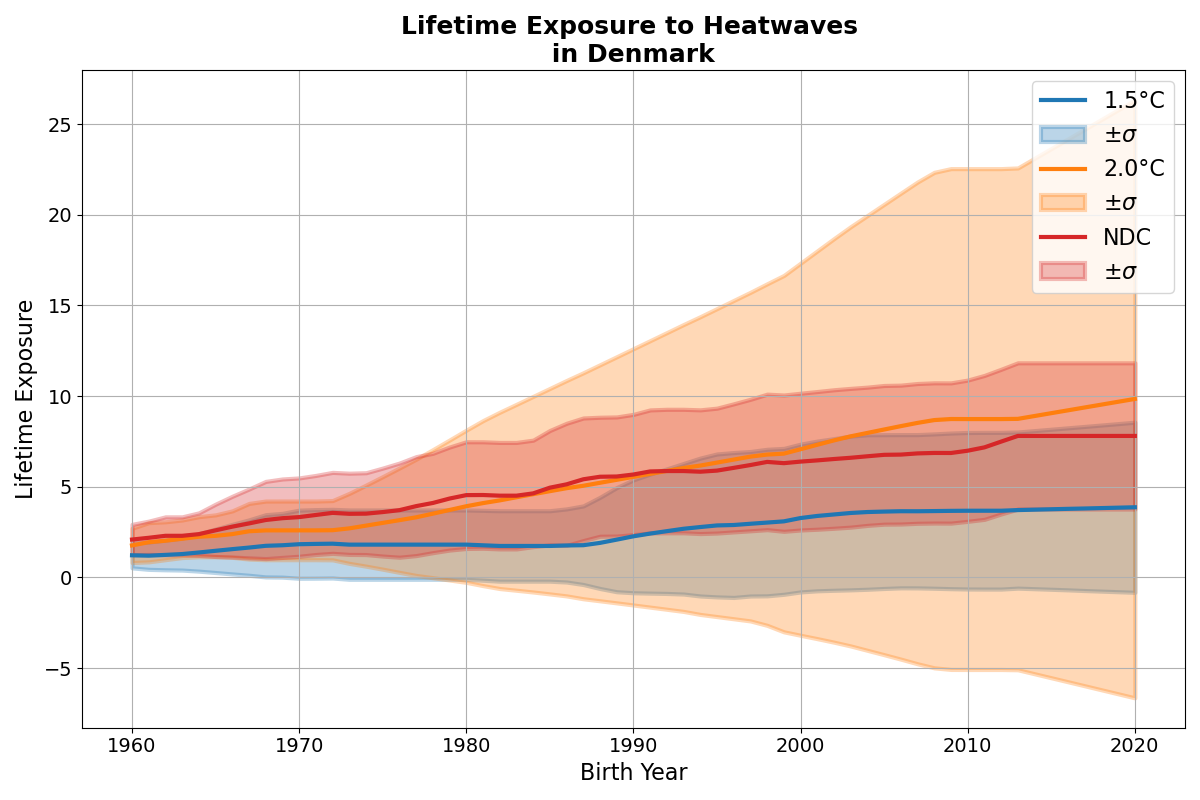 Lifetime Exposure to Heatwaves
in Denmark
1.5°C
±σ
2.0°C
±σ
NDC
±σ
25
20
15
10
5
0
−5
Lifetime Exposure
1960 1970 1980 1990 2000 2010 2020
Birth Year